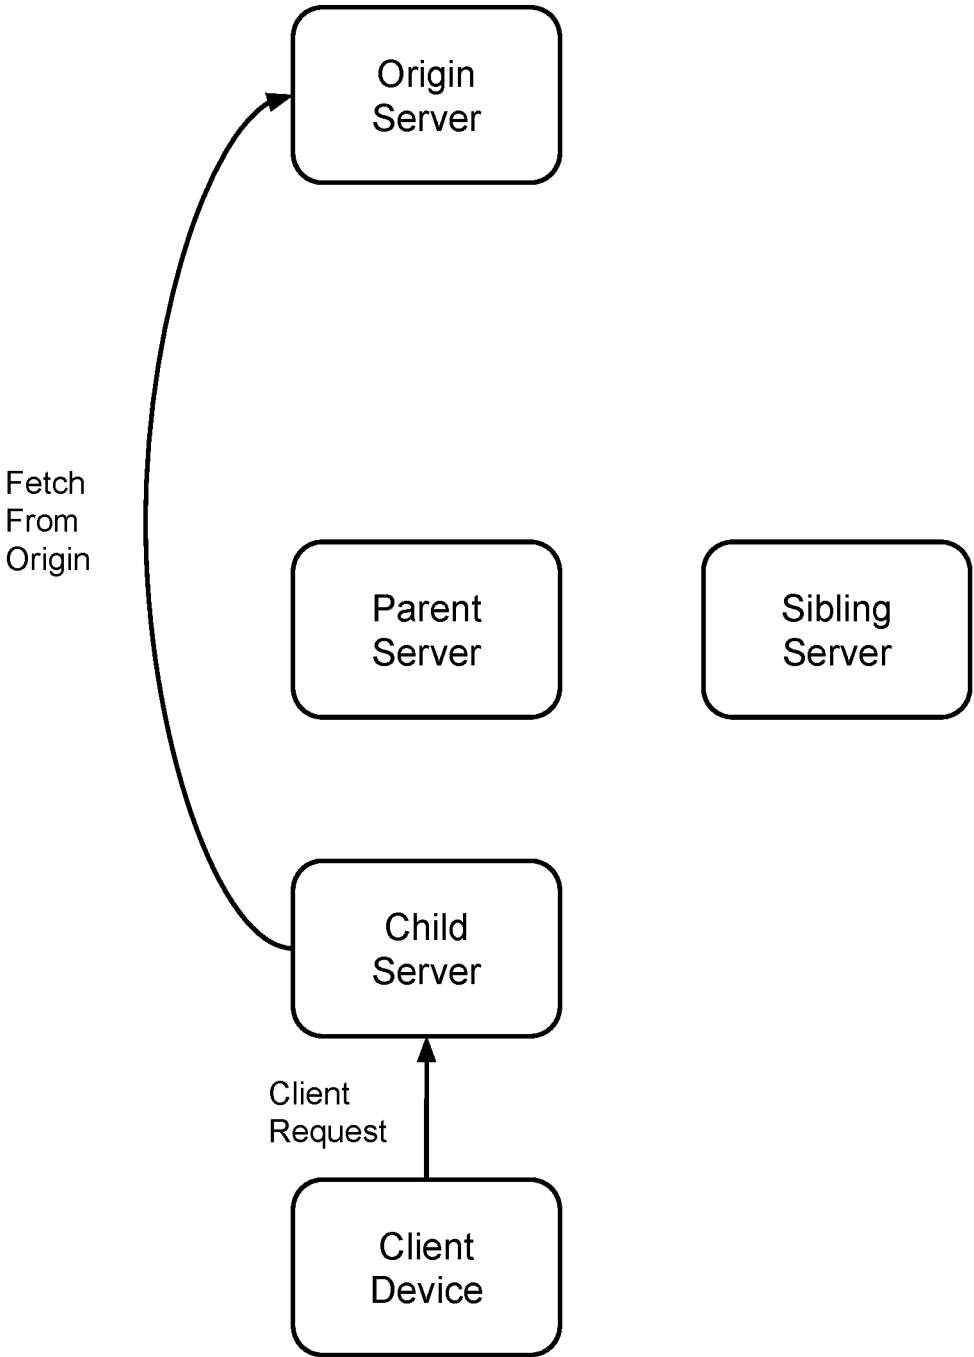 Origin
Server
Fetch
From
Origin
Parent
Server
Sibling
Server
Child
Server
Client
Request
Client
Device